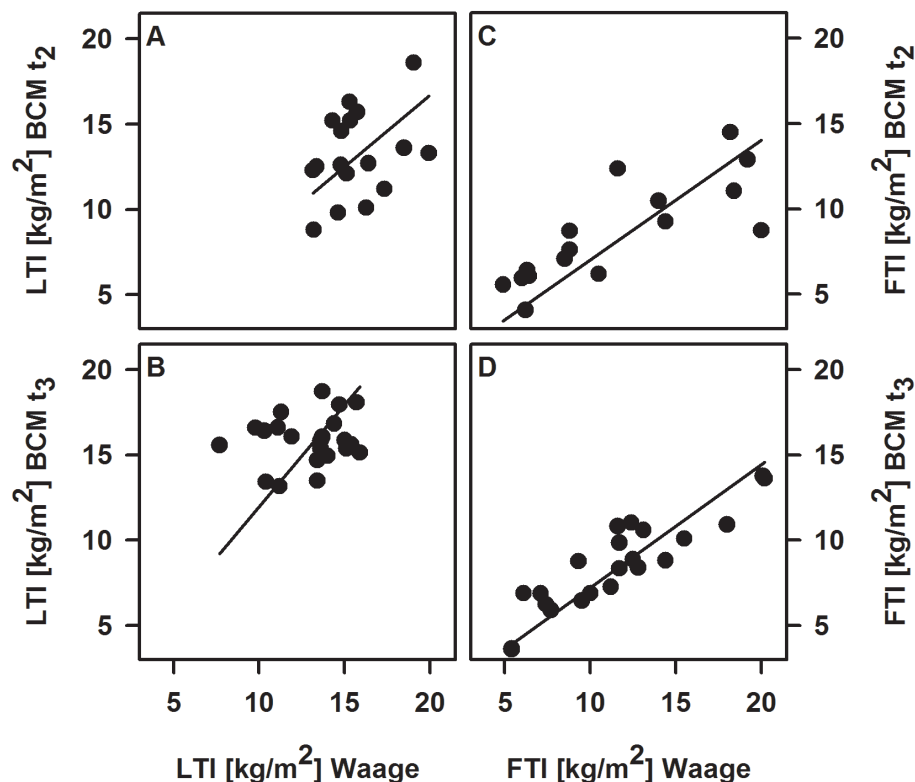 A
C
20
15
10
5
LTI [kg/m2] BCM t2
20
15
10
5
FTI [kg/m2] BCM t2
B
D
20
15
10
5
LTI [kg/m2] BCM t3
20
15
10
5
FTI [kg/m2] BCM t3
5 10 15 20
5 10 15 20
LTI [kg/m2] Waage
FTI [kg/m2] Waage